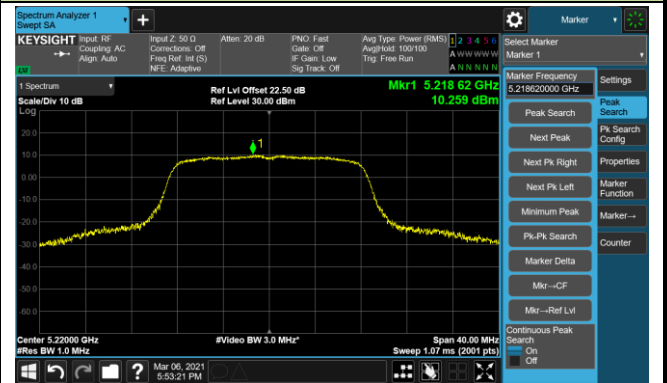 Spectrum Analyzer 1
Swept SA
Marker
KEYSIGHT
Input: RF
Coupling: AC
Align: Auto
Input Z: 50 Ω
Corrections: Off
Freq Ref: Int (S)
NFE: Adaptive
Atten: 20 dB
PNO: Fast
Gate: Off
IF Gain: Low
Sig Track: Off
Avg Type: Power (RMS)
Avg|Hold: 100/100
Trig: Free Run
1 2 3 4 5 6
A W W W W W
A N N N N N
Select Marker
Marker 1
1 Spectrum
Scale/Div 10 dB
Log
Ref Lvl Offset 22.50 dB
Ref Level 30.00 dBm
Mkr1 5.218 62 GHz
10.259 dBm
1
20.0
10.0
0.00
-10.0
-20.0
-30.0
-40.0
-50.0
-60.0
Center 5.22000 GHz
#Res BW 1.0 MHz
#Video BW 3.0 MHz*
Span 40.00 MHz
Sweep 1.07 ms (2001 pts)
Marker Frequency
5.218620000 GHz
Peak Search
Next Peak
Next Pk Right
Next Pk Left
Minimum Peak
Pk-Pk Search
Marker Delta
Mkr→CF
Mkr→Ref Lvl
Continuous Peak
Search
On
Off
Settings
Peak
Search
Pk Search
Config
Properties
Marker
Function
Marker→
Counter
?
Mar 06, 2021
5:53:21 PM